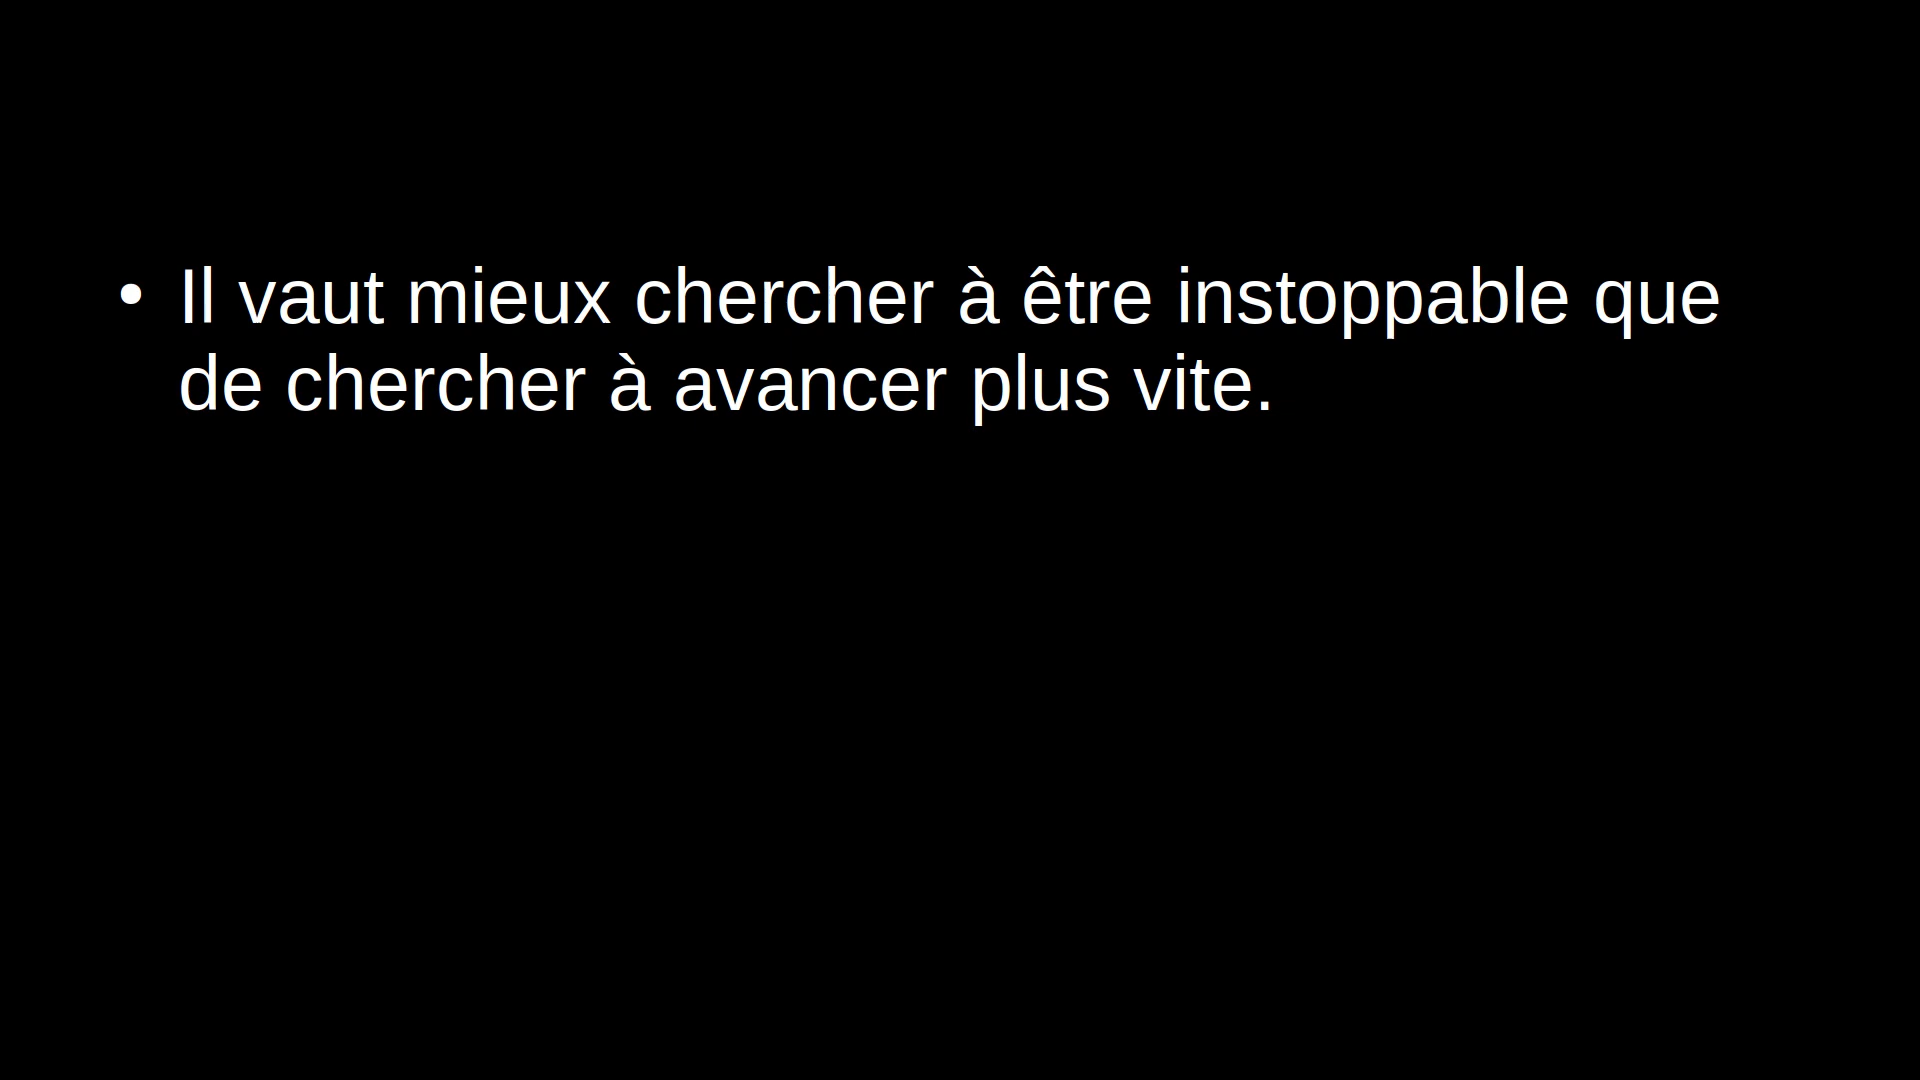 • Il vaut mieux chercher à être instoppable que
de chercher à avancer plus vite.